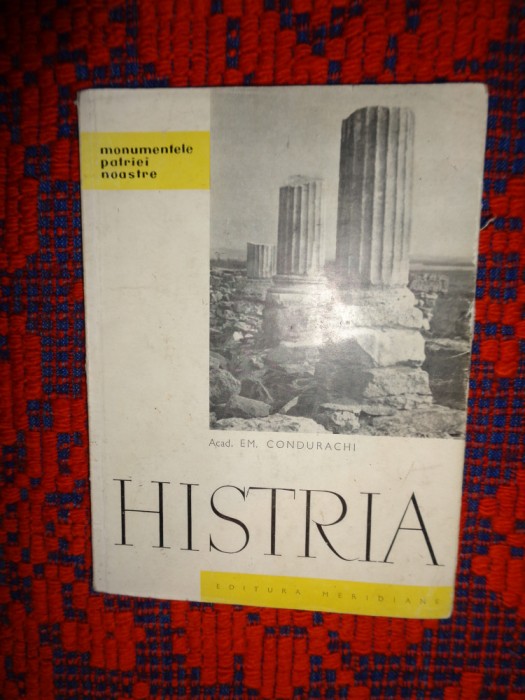 monumentele
patriei
noastre
Acad. EM. CONDURACHI
HISTRIA
EDITURA MERIDIANE